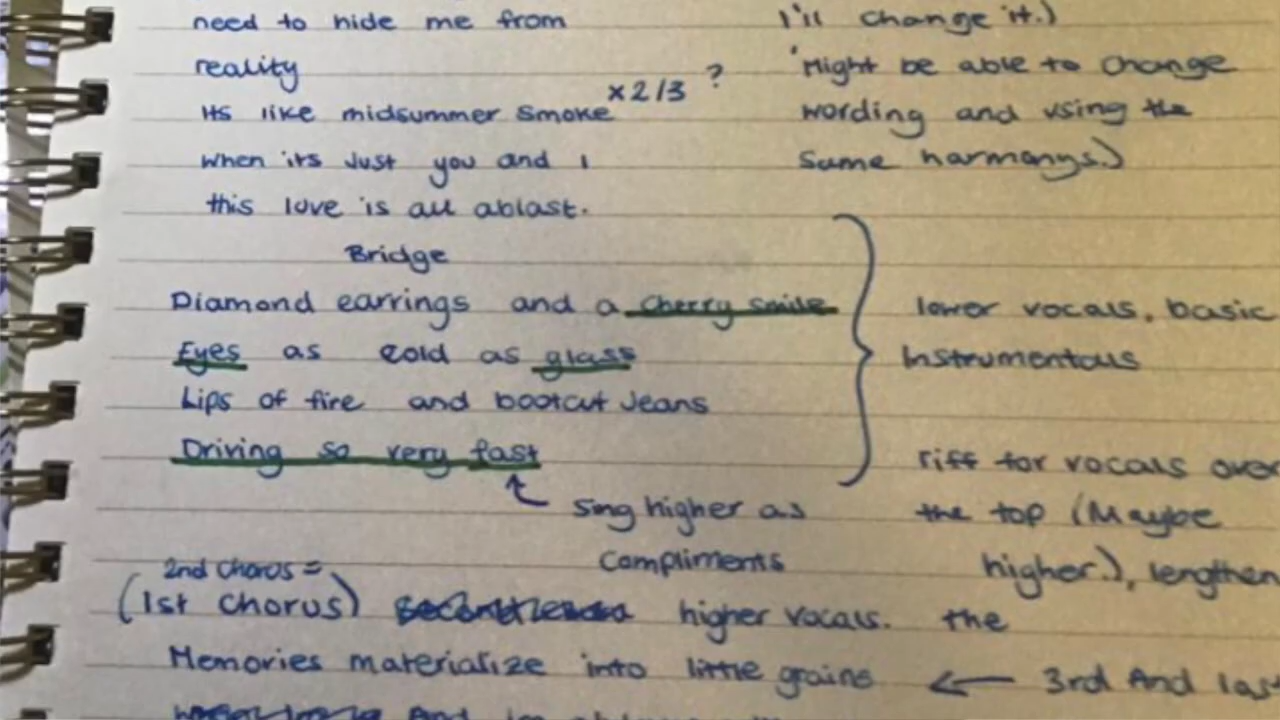 need to hide me from
reality
its like midsummer smoke x2/3 ?
when its just you and I
this love is all ablast.
I'll change it.)
Might be able to change
wording and using the
same harmonys.)
Bridge
Diamond earrings and a cherry smile
Eyes as cold as glass
Lips of fire and bootcut Jeans
Driving so very fast
lower vocals, basic
Instrumentals
riff for vocals over
the top (Maybe
higher.), lengthen
the
Sing higher as
compliments
2nd chorus =
(1st chorus) higher vocals.
Memories materialize into little grains
← 3rd And last
And